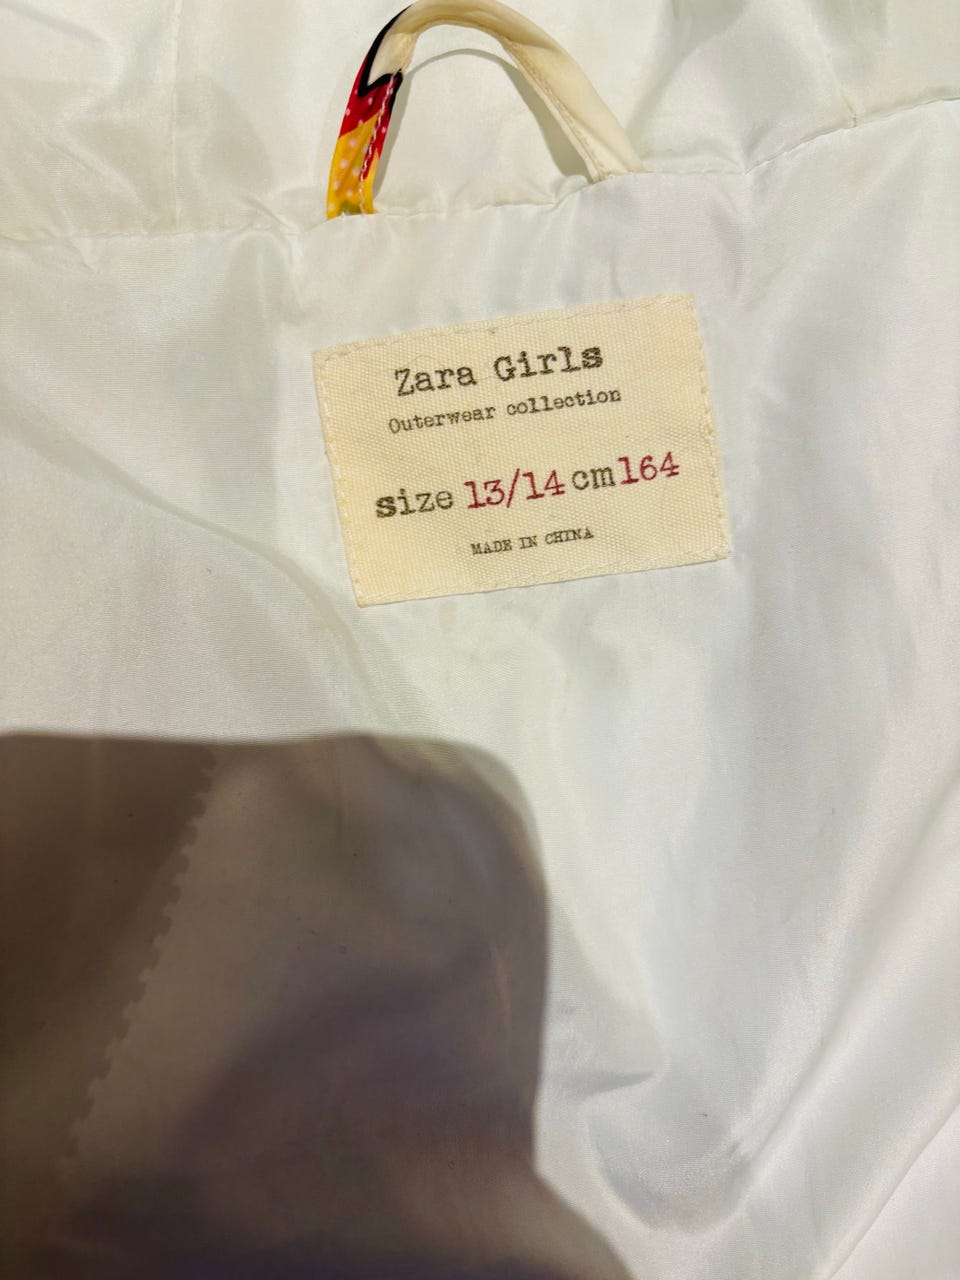 Zara Girls
Outerwear collection
size 13/14 cm 164
MADE IN CHINA